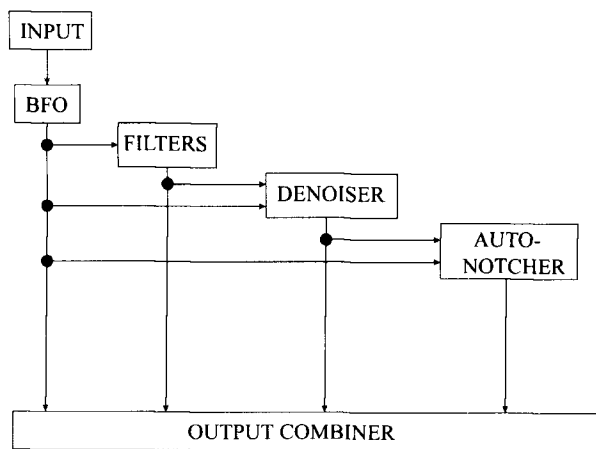 INPUT
BFO
FILTERS
DENOISER
AUTO-
NOTCHER
OUTPUT COMBINER